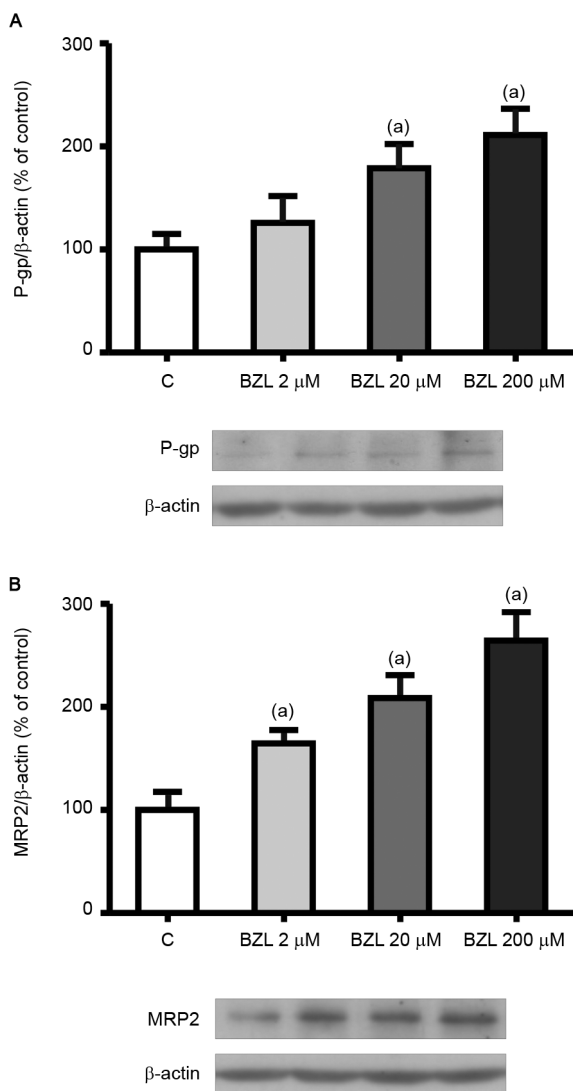 A
300
200
100
0
P-gp/β-actin (% of control)
(a)
(a)
C
BZL 2 μM
BZL 20 μM
BZL 200 μM
P-gp
β-actin
B
300
200
100
0
MRP2/β-actin (% of control)
(a)
(a)
(a)
C
BZL 2 μM
BZL 20 μM
BZL 200 μM
MRP2
β-actin